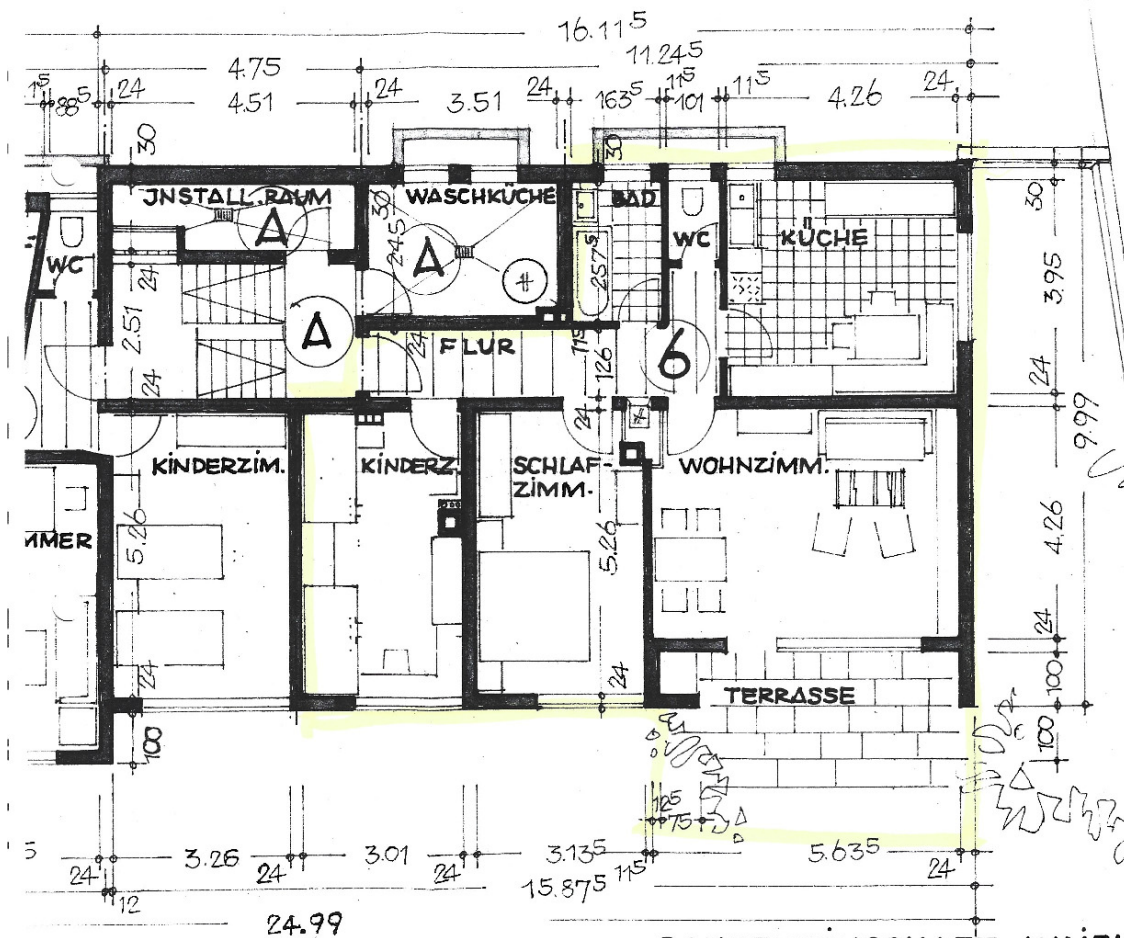 16.11⁵
11.24⁵
4.75
24 4.51 24 3.51 24 163⁵ 11⁵ 101 11⁵ 4.26 24
88⁵
30
30
JNSTALL.RAUM
WASCHKÜCHE
BAD
WC
KÜCHE
30
30
A
A
24.5
257⁵
3.95
WC
24
2.51
A
24
FLUR
11⁵
126
6
24
24
24
9.99
KINDERZIM.
KINDERZ.
SCHLAF-
ZIMM.
WOHNZIMM.
MMER
5.26
5.26
4.26
24
24
24
TERRASSE
100
100
100
12⁵
75
5
24 3.26 24 3.01 24 3.13⁵ 11⁵ 5.63⁵ 24
12
15.87⁵
24.99